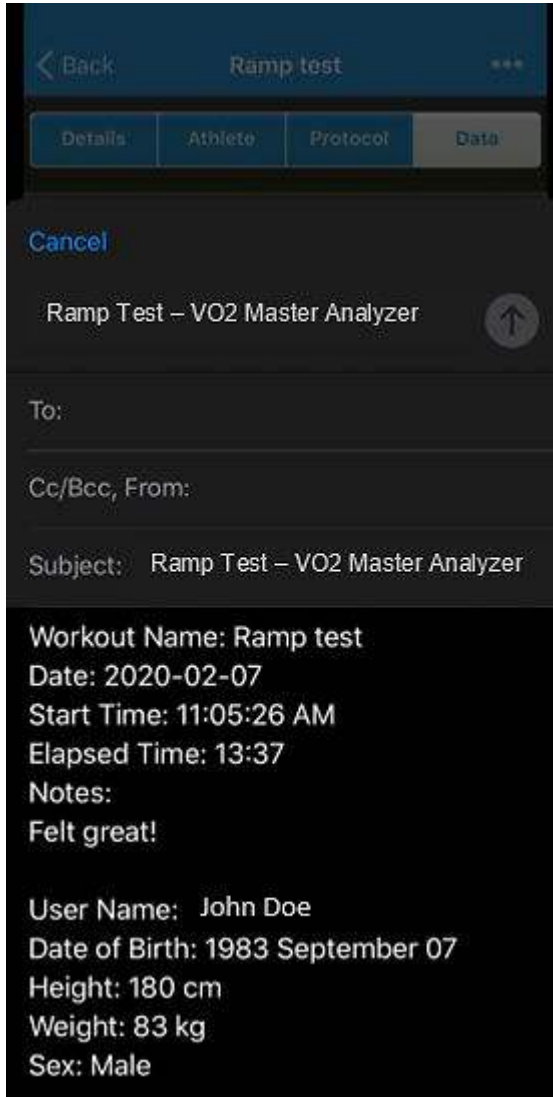 Back Ramp test
Details Athlete Protocol Data
Cancel
Ramp Test – VO2 Master Analyzer
To:
Cc/Bcc, From:
Subject: Ramp Test – VO2 Master Analyzer
Workout Name: Ramp test
Date: 2020-02-07
Start Time: 11:05:26 AM
Elapsed Time: 13:37
Notes:
Felt great!
User Name: John Doe
Date of Birth: 1983 September 07
Height: 180 cm
Weight: 83 kg
Sex: Male